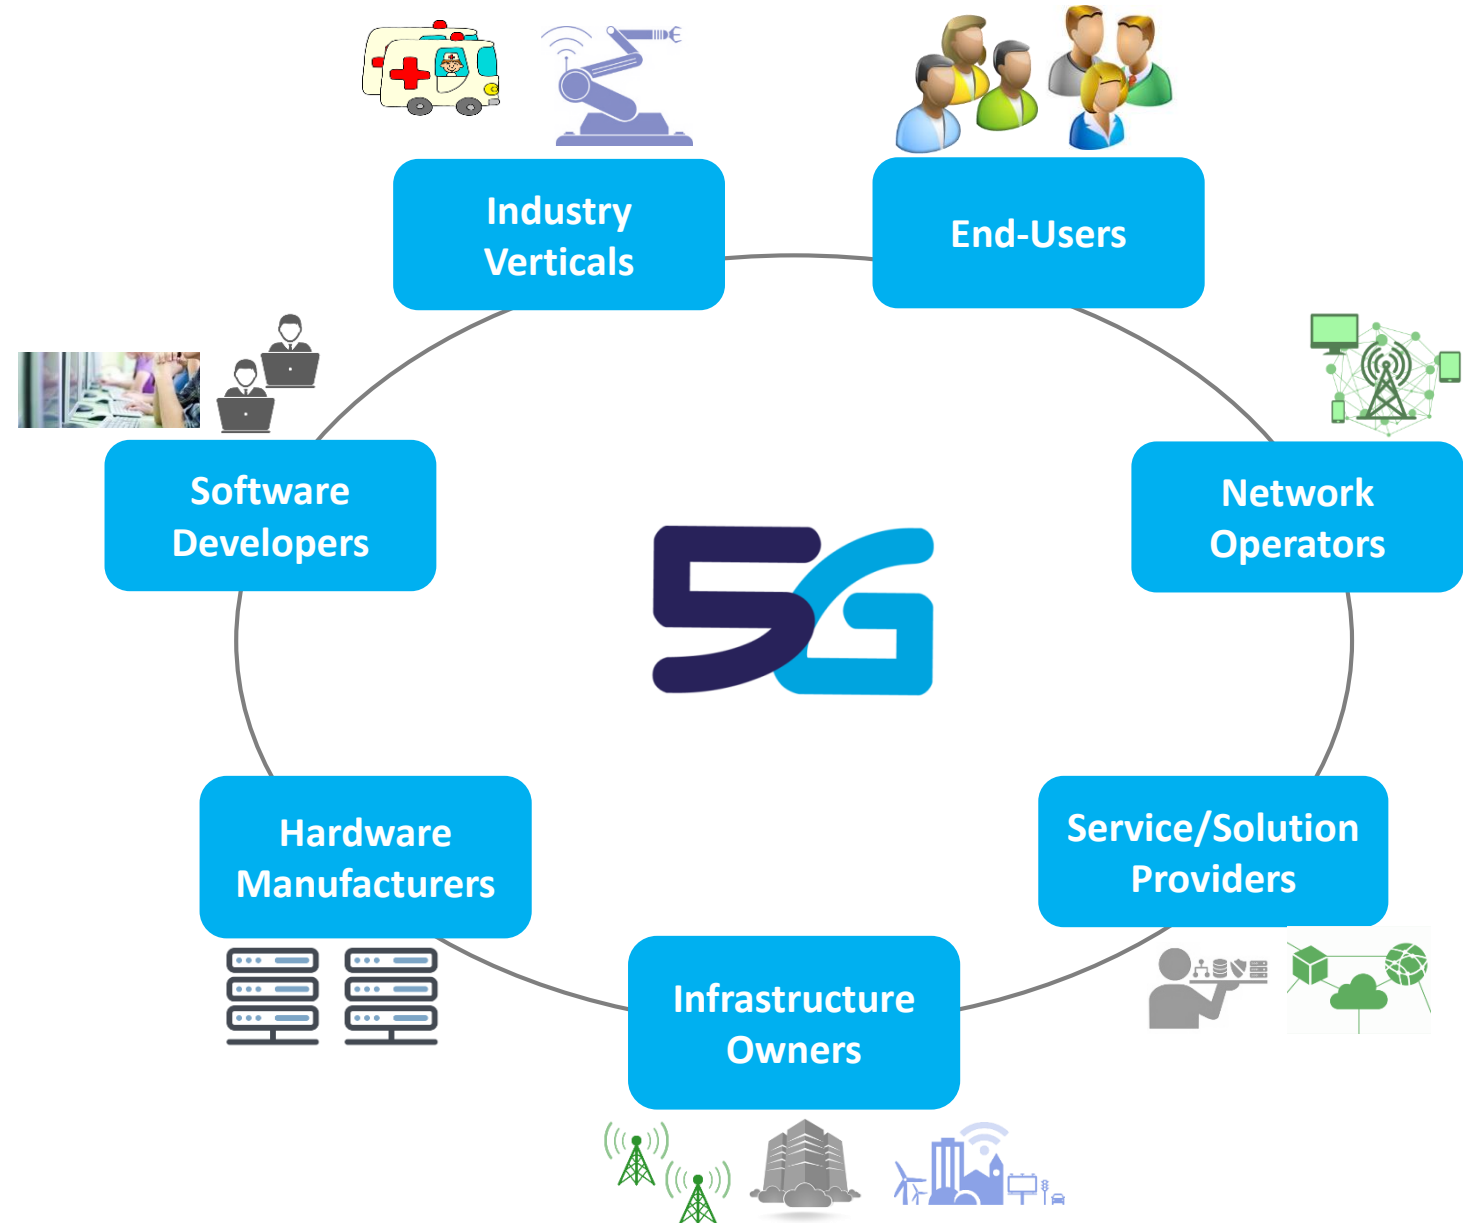 Industry
Verticals
End-Users
Software
Developers
Network
Operators
5G
Hardware
Manufacturers
Service/Solution
Providers
Infrastructure
Owners